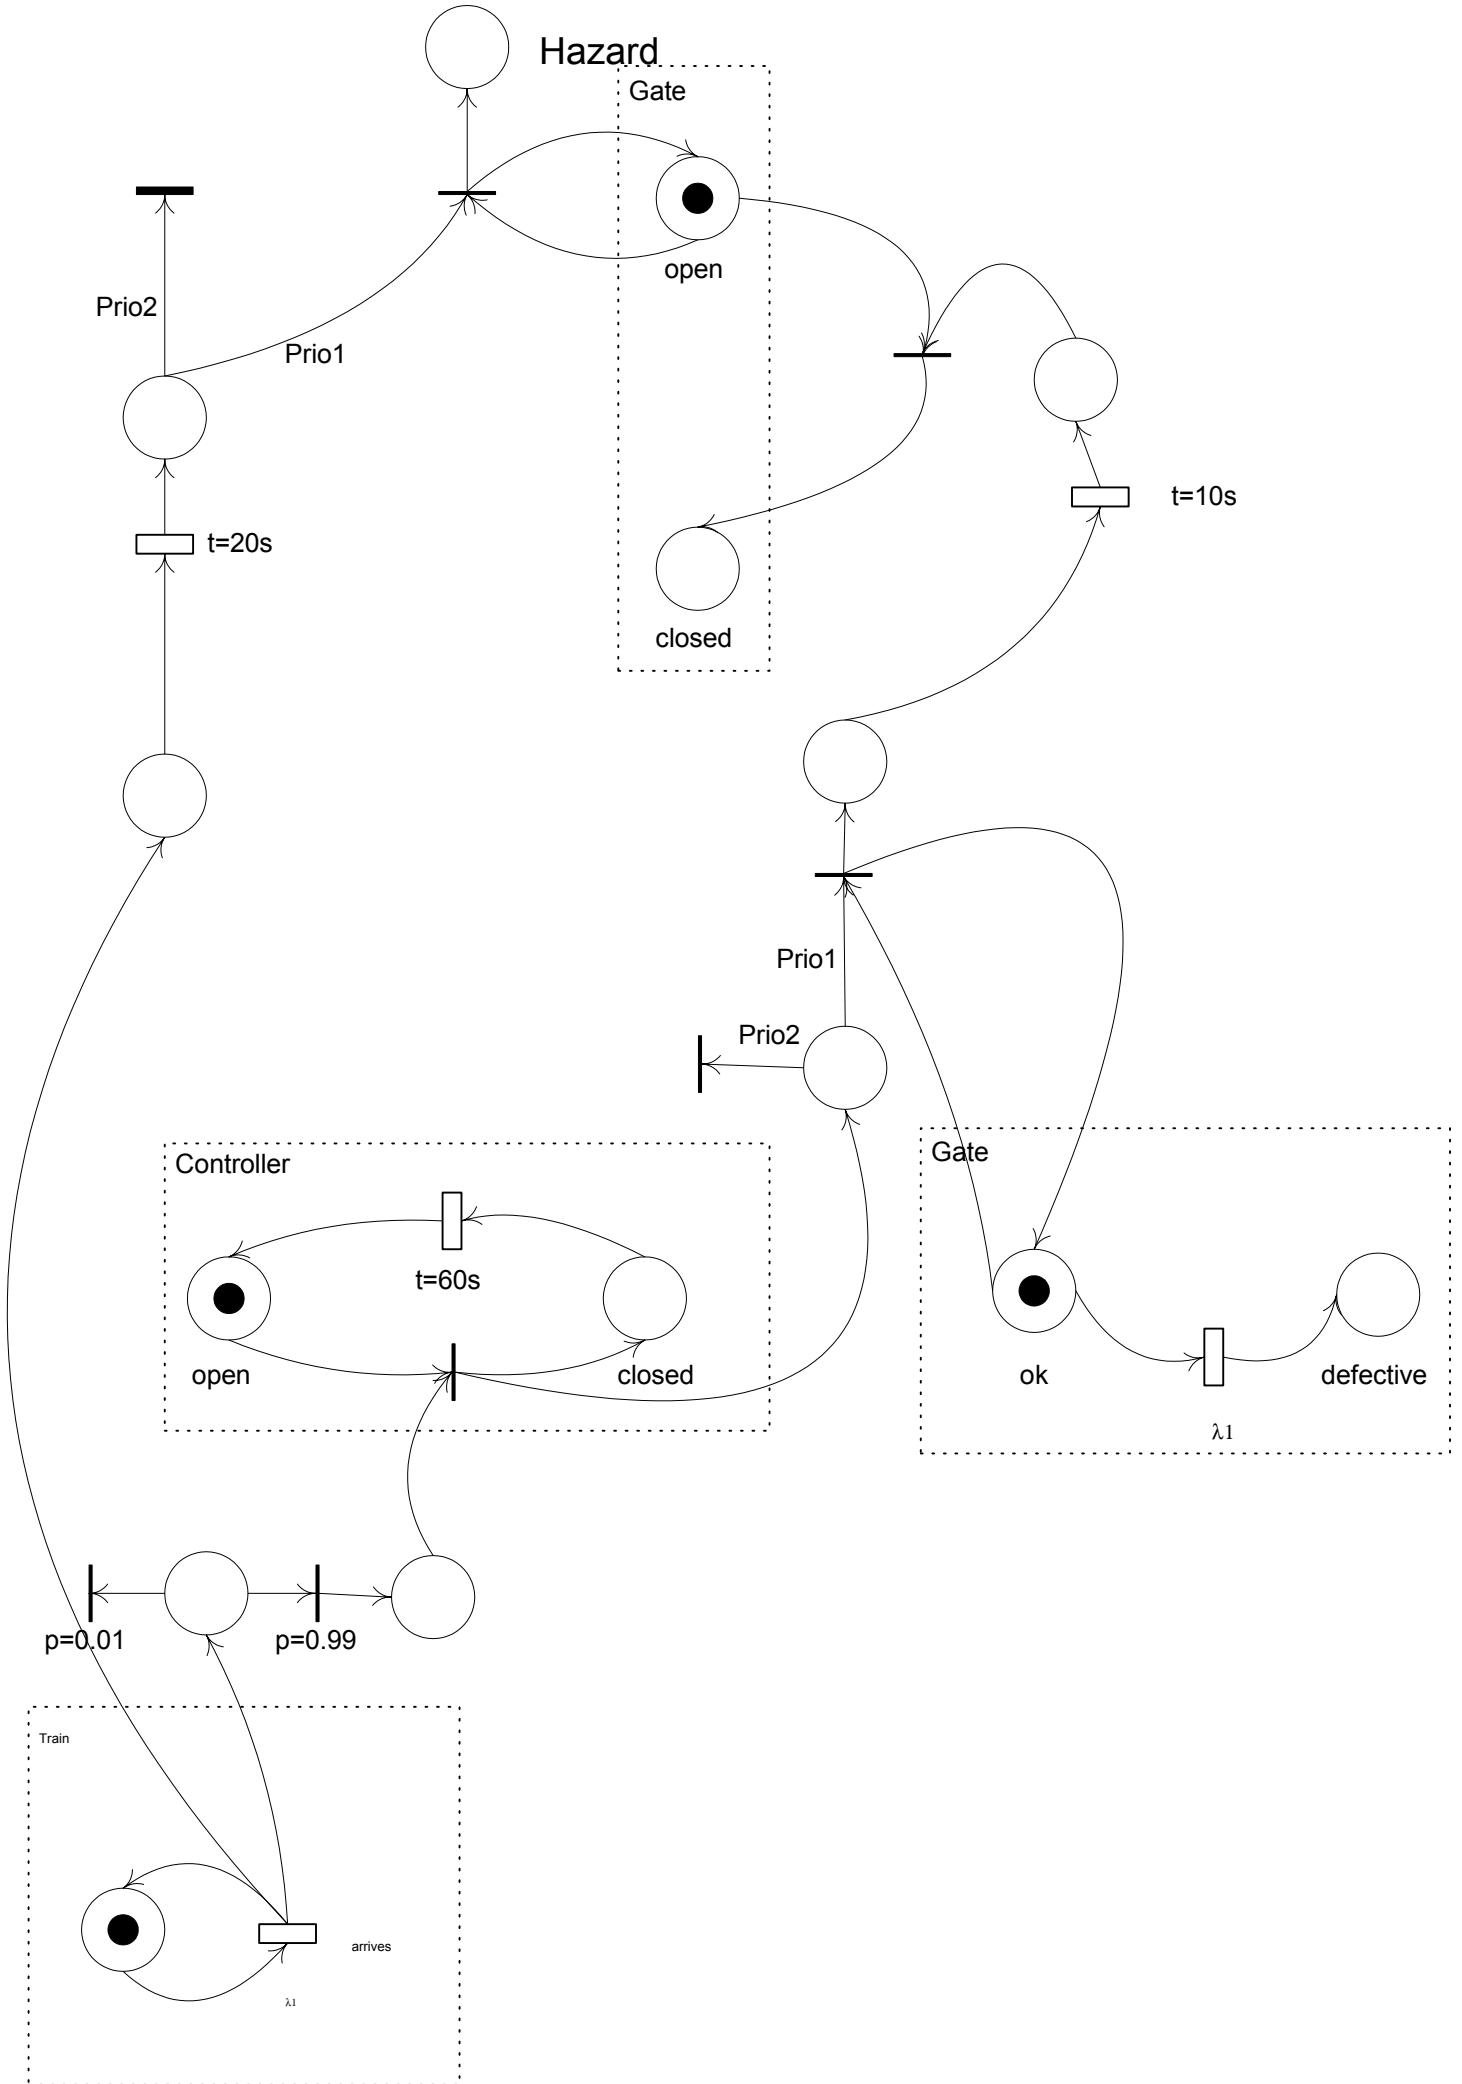 Hazard
Gate
open
Prio2
Prio1
t=10s
t=20s
closed
Prio1
Prio2
Controller
Gate
t=60s
open
closed
ok
defective
λ1
p=0.01
p=0.99
Train
arrives
λ1